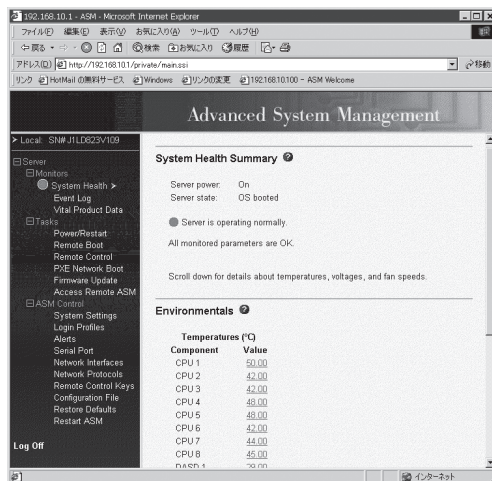 192.168.10.1 - ASM - Microsoft Internet Explorer
ファイル(F) 編集(E) 表示(V) お気に入り(A) ツール(T) ヘルプ(H)
戻る 検索 お気に入り 履歴
アドレス(D) http://192.168.10.1/private/main.ssi 移動
リンク HotMail の無料サービス Windows リンクの変更 192.168.10.100 - ASM Welcome
Advanced System Management
Local: SN# J1LD823V109
Server
Monitors
System Health
Event Log
Vital Product Data
Tasks
Power/Restart
Remote Boot
Remote Control
PXE Network Boot
Firmware Update
Access Remote ASM
ASM Control
System Settings
Login Profiles
Alerts
Serial Port
Network Interfaces
Network Protocols
Remote Control Keys
Configuration File
Restore Defaults
Restart ASM
Log Off
System Health Summary ?
Server power: On
Server state: OS booted
Server is operating normally.
All monitored parameters are OK.
Scroll down for details about temperatures, voltages, and fan speeds.
Environmentals ?
Temperatures (°C)
Component Value
CPU 1 50.00
CPU 2 42.00
CPU 3 42.00
CPU 4 48.00
CPU 5 48.00
CPU 6 42.00
CPU 7 44.00
CPU 8 45.00
DASD 1 29.00
インターネット